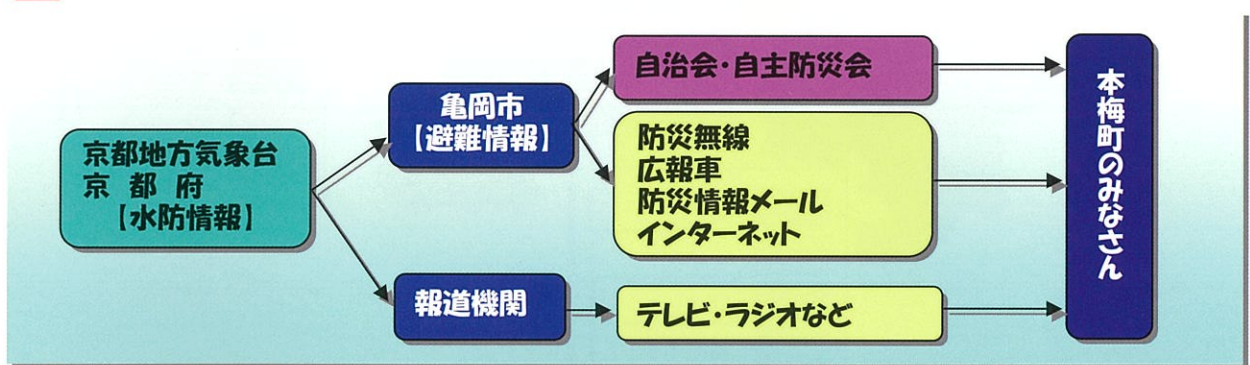 京都地方気象台
京都府
【水防情報】
亀岡市
【避難情報】
報道機関
自治会・自主防災会
防災無線
広報車
防災情報メール
インターネット
テレビ・ラジオなど
本梅町のみなさん